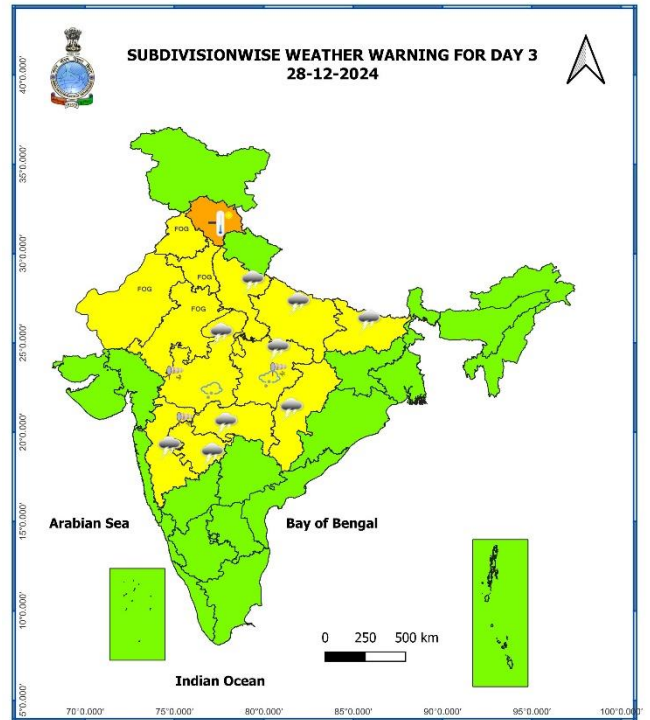 SUBDIVISIONWISE WEATHER WARNING FOR DAY 3
28-12-2024
40°0.000'
35°0.000'
30°0.000'
25°0.000'
20°0.000'
15°0.000'
10°0.000'
5°0.000'
FOG
FOG
FOG
FOG
Arabian Sea
Bay of Bengal
0 250 500 km
Indian Ocean
70°0.000' 75°0.000' 80°0.000' 85°0.000' 90°0.000' 95°0.000' 100°0.000'